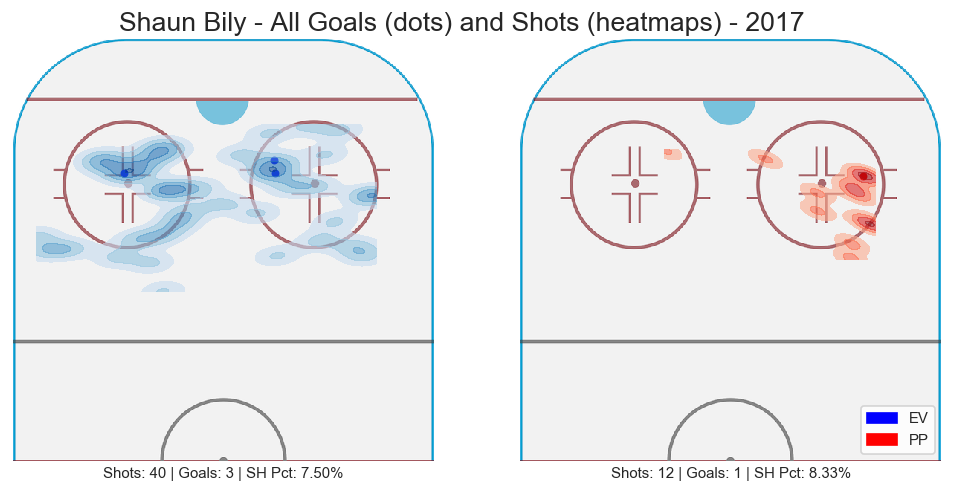 Shaun Bily - All Goals (dots) and Shots (heatmaps) - 2017
EV
PP
Shots: 40 | Goals: 3 | SH Pct: 7.50%
Shots: 12 | Goals: 1 | SH Pct: 8.33%